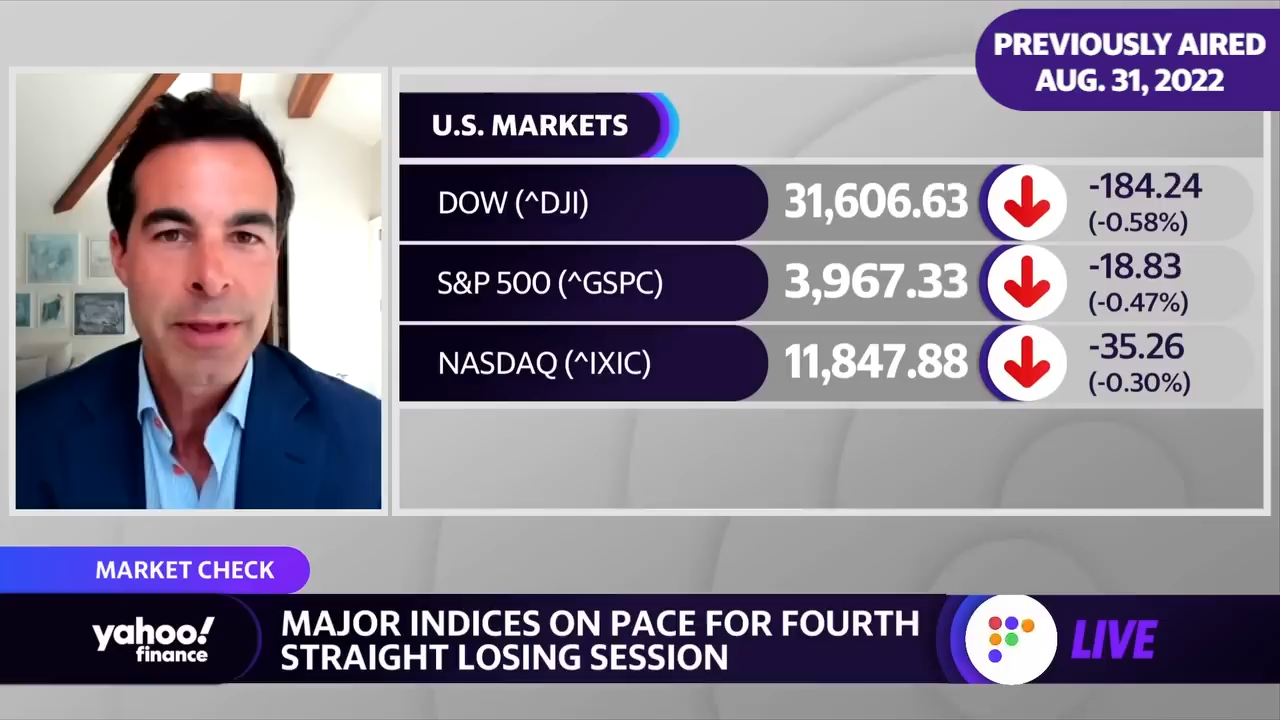 PREVIOUSLY AIRED
AUG. 31, 2022
U.S. MARKETS
DOW (^DJI) 31,606.63 -184.24
(-0.58%)
S&P 500 (^GSPC) 3,967.33 -18.83
(-0.47%)
NASDAQ (^IXIC) 11,847.88 -35.26
(-0.30%)
MARKET CHECK
yahoo!
finance
MAJOR INDICES ON PACE FOR FOURTH
STRAIGHT LOSING SESSION
LIVE